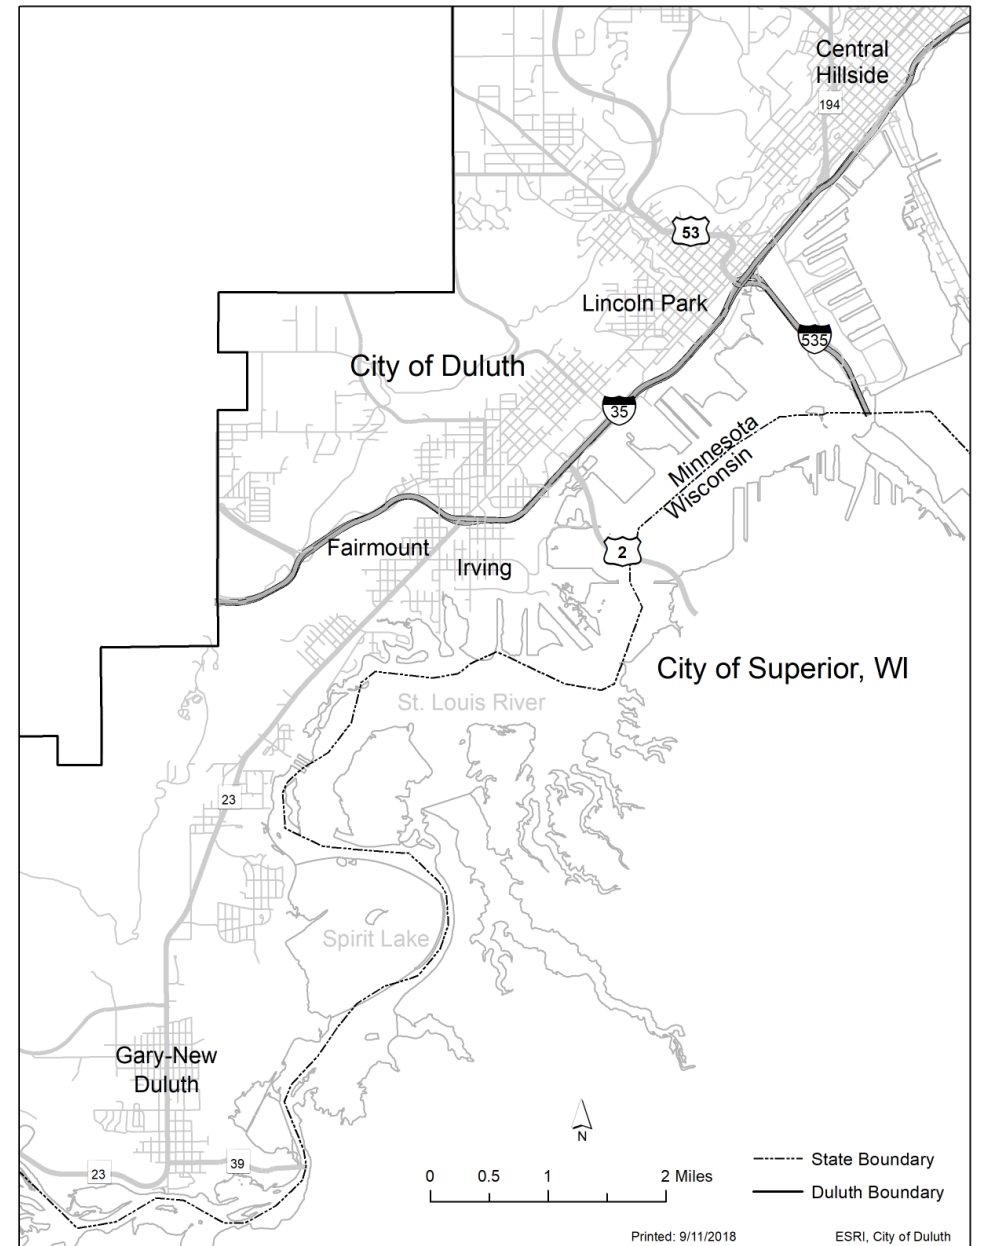 Central
Hillside
194
53
Lincoln Park
535
City of Duluth
35
Minnesota
Wisconsin
Fairmount
2
Irving
City of Superior, WI
St. Louis River
23
Spirit Lake
Gary-New
Duluth
N
23
39
0 0.5 1 2 Miles
State Boundary
Duluth Boundary
Printed: 9/11/2018
ESRI, City of Duluth